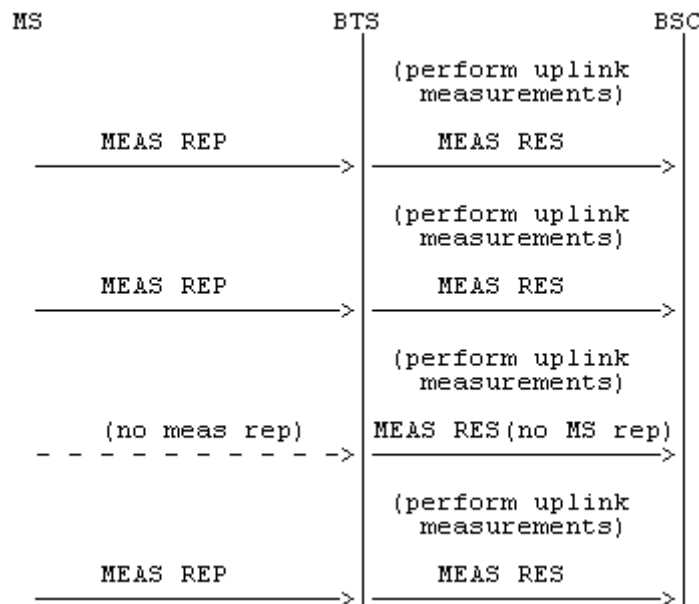 MS BTS BSC
(perform uplink
measurements)
MEAS REP MEAS RES
(perform uplink
measurements)
MEAS REP MEAS RES
(perform uplink
measurements)
(no meas rep) MEAS RES(no MS rep)
(perform uplink
measurements)
MEAS REP MEAS RES